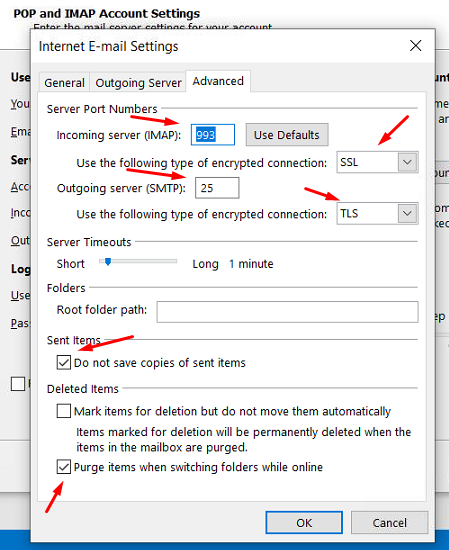 POP and IMAP Account Settings
Enter the mail server settings for your account.
Internet E-mail Settings
General Outgoing Server Advanced
Server Port Numbers
Incoming server (IMAP): 993 Use Defaults
Use the following type of encrypted connection: SSL
Outgoing server (SMTP): 25
Use the following type of encrypted connection: TLS
Server Timeouts
Short Long 1 minute
Folders
Root folder path:
Sent Items
Do not save copies of sent items
Deleted Items
Mark items for deletion but do not move them automatically
Items marked for deletion will be permanently deleted when the
items in the mailbox are purged.
Purge items when switching folders while online
OK Cancel